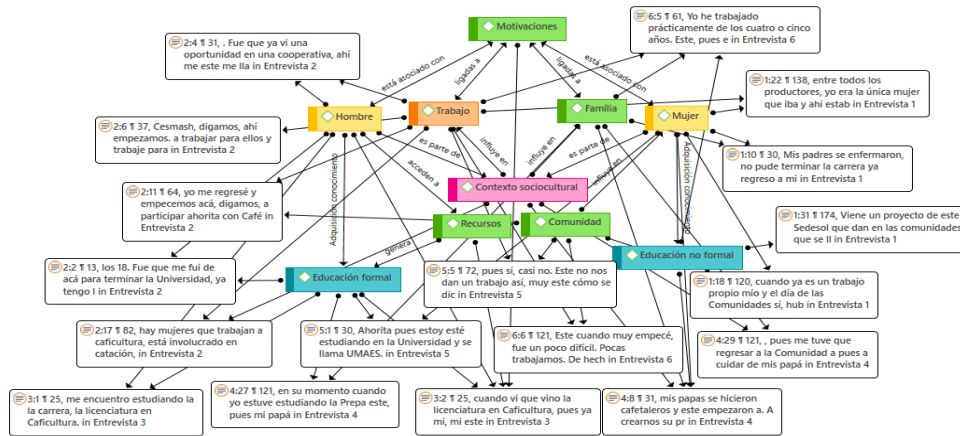 Motivaciones
2:4 ¶ 31, . Fue que ya vi una
oportunidad en una cooperativa, ahí
me este me lla in Entrevista 2
6:5 ¶ 61, Yo he trabajado
prácticamente de los cuatro o cinco
años. Este, pues e in Entrevista 6
está asociado con
ligadas a
ligadas a
está asociado con
1:22 ¶ 138, entre todos los
productores, yo era la única mujer
que iba y ahí estab in Entrevista 1
Hombre
Trabajo
Familia
Mujer
2:6 ¶ 37, Cesmash, digamos, ahí
empezamos. a trabajar para ellos y
trabaje para in Entrevista 2
1:10 ¶ 30, Mis padres se enfermaron,
no pude terminar la carrera ya
regreso a mi in Entrevista 1
es parte de
influye en
influye en
es parte de
acceden a
influye en
Adquisición conocimiento
Adquisición conocimiento
Contexto sociocultural
2:11 ¶ 64, yo me regresé y
empecemos acá, digamos, a
participar ahorita con Café in
Entrevista 2
Recursos
Comunidad
1:31 ¶ 174, Viene un proyecto de este
Sedesol que dan en las comunidades
que se II in Entrevista 1
genera
2:2 ¶ 13, los 18. Fue que me fui de
acá para terminar la Universidad, ya
tengo l in Entrevista 2
Educación formal
5:5 ¶ 72, pues sí, casi no. Este no nos
dan un trabajo así, muy este cómo se
dic in Entrevista 5
Educación no formal
1:18 ¶ 120, cuando ya es un trabajo
propio mío y el día de las
Comunidades sí, hub in Entrevista 1
2:17 ¶ 82, hay mujeres que trabajan a
caficultura, está involucrado en
catación, in Entrevista 2
5:1 ¶ 30, Ahorita pues estoy esté
estudiando en la Universidad y se
llama UMAES. in Entrevista 5
6:6 ¶ 121, Este cuando muy empecé,
fue un poco difícil. Pocas
trabajamos. De hech in Entrevista 6
4:29 ¶ 121, , pues me tuve que
regresar a la Comunidad a pues a
cuidar de mis papá in Entrevista 4
3:1 ¶ 25, me encuentro estudiando la
la carrera, la licenciatura en
Caficultura. in Entrevista 3
4:27 ¶ 121, en su momento cuando
yo estuve estudiando la Prepa este,
pues mi papá in Entrevista 4
3:2 ¶ 25, cuando vi que vino la
licenciatura en Caficultura, pues ya
mí, mi este in Entrevista 3
4:8 ¶ 31, mis papas se hicieron
cafetaleros y este empezaron a. A
crearnos su pr in Entrevista 4